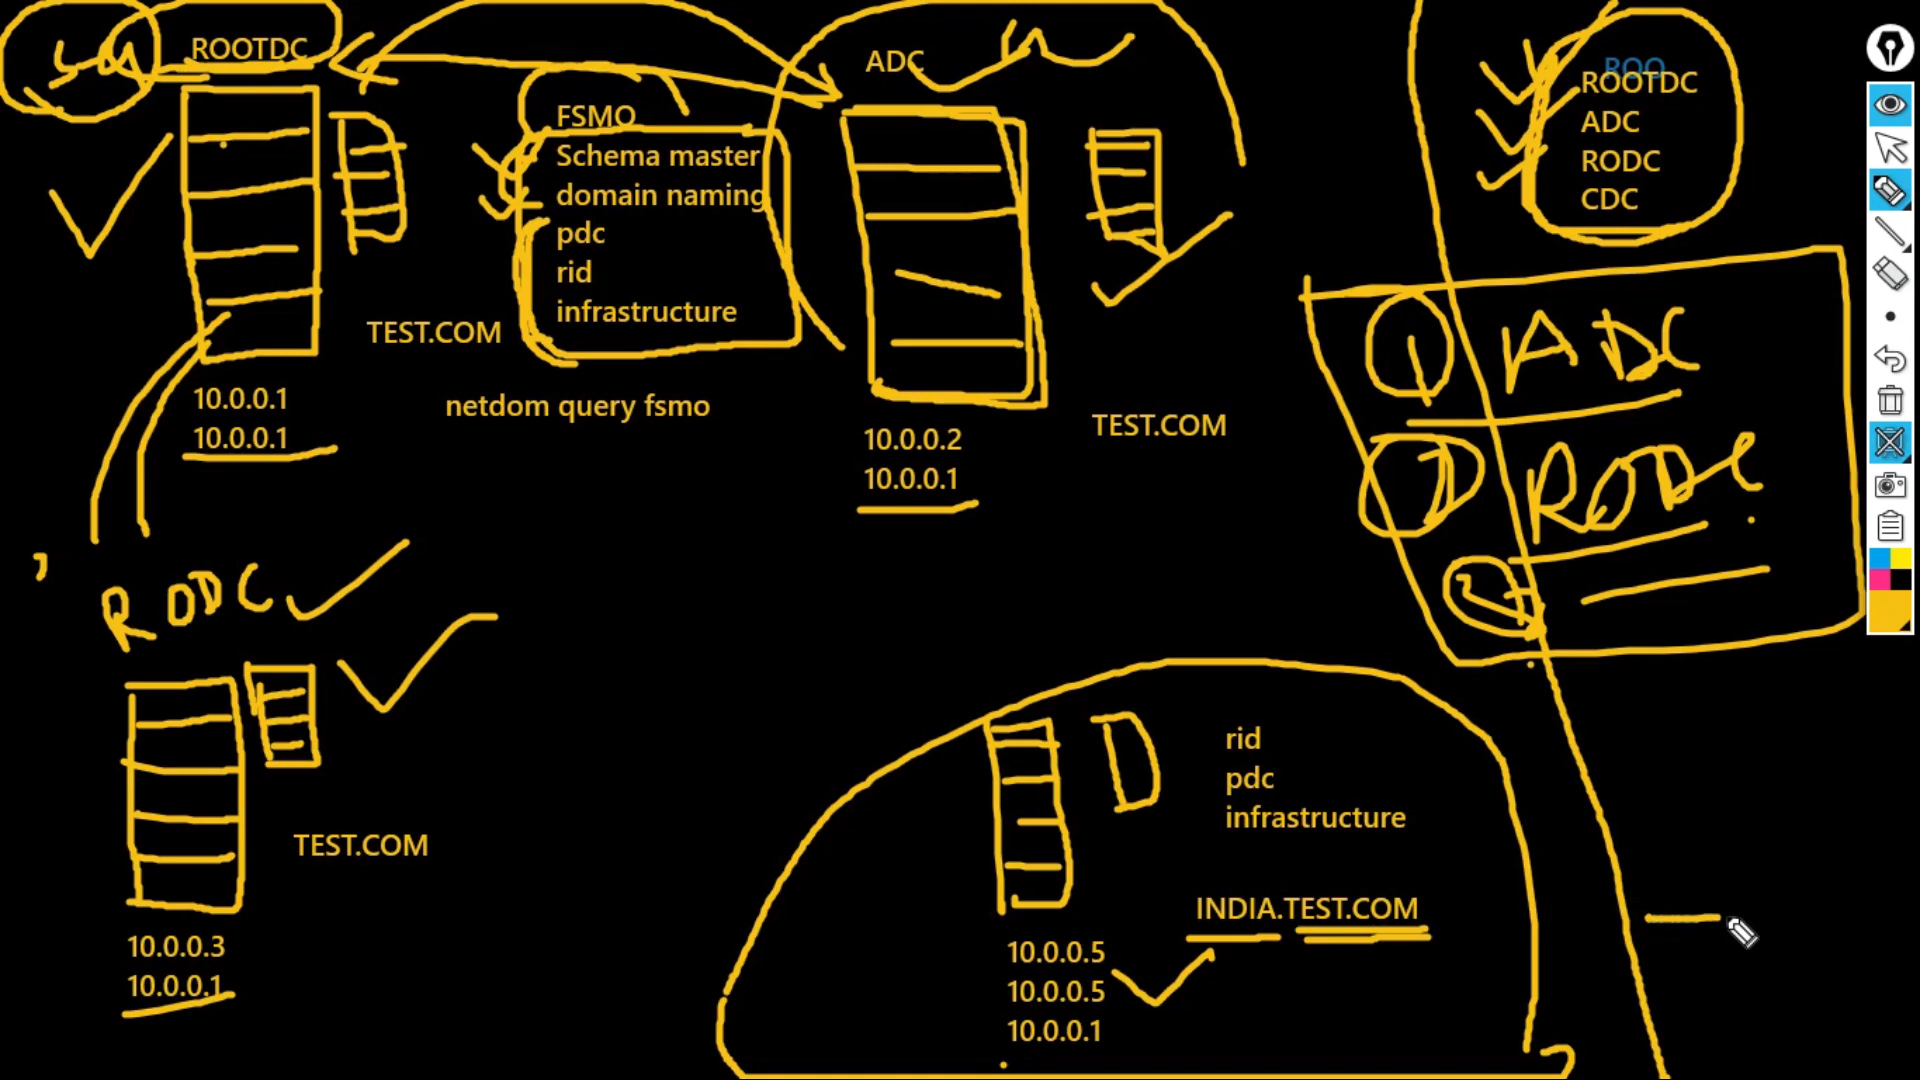 ROOTDC
ADC
FSMO
Schema master
domain naming
pdc
rid
infrastructure
TEST.COM
10.0.0.1
10.0.0.1
netdom query fsmo
10.0.0.2
10.0.0.1
TEST.COM
ROO
ROOTDC
ADC
RODC
CDC
1 ADC
RODC
RODC
TEST.COM
10.0.0.3
10.0.0.1
rid
pdc
infrastructure
INDIA.TEST.COM
10.0.0.5
10.0.0.5
10.0.0.1